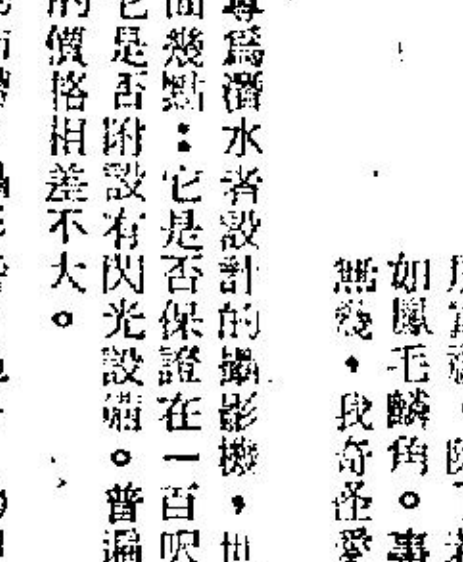 如鳳毛麟角。事
無幾，我奇怪愛
專爲潛水者設計的攝影機，
面幾點：它是否保證在一百呎
它是否附設有閃光設備。普遍
的價格相差不大。